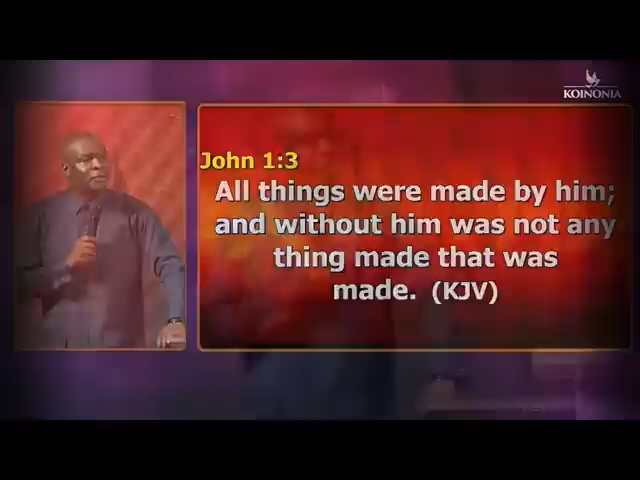 KOINONIA
John 1:3
All things were made by him;
and without him was not any
thing made that was
made. (KJV)